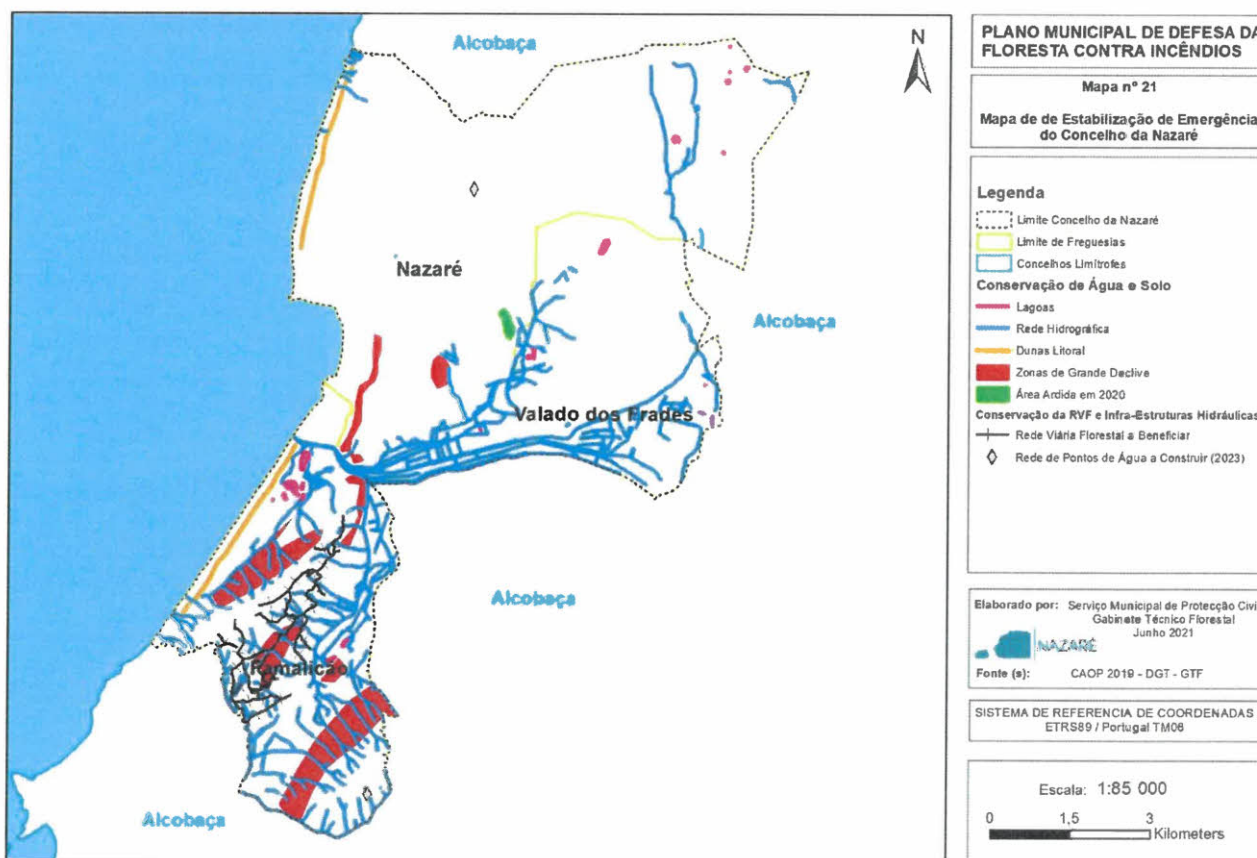 Alcobaça
N
Nazaré
Alcobaça
Valado dos Frades
Alcobaça
Famalicão
Alcobaça
PLANO MUNICIPAL DE DEFESA DA
FLORESTA CONTRA INCÊNDIOS
Mapa nº 21
Mapa de de Estabilização de Emergência
do Concelho da Nazaré
Legenda
Limite Concelho da Nazaré
Limite de Freguesias
Concelhos Limítrofes
Conservação de Água e Solo
Lagoas
Rede Hidrográfica
Dunas Litoral
Zonas de Grande Declive
Área Ardida em 2020
Conservação da RVF e Infra-Estruturas Hidráulicas
Rede Viária Florestal a Beneficiar
Rede de Pontos de Água a Construir (2023)
Elaborado por: Serviço Municipal de Protecção Civi
Gabinete Técnico Florestal
Junho 2021
NAZARÉ
Fonte (s): CAOP 2019 - DGT - GTF
SISTEMA DE REFERENCIA DE COORDENADAS
ETRS89 / Portugal TM06
Escala: 1:85 000
0 1,5 3
Kilometers